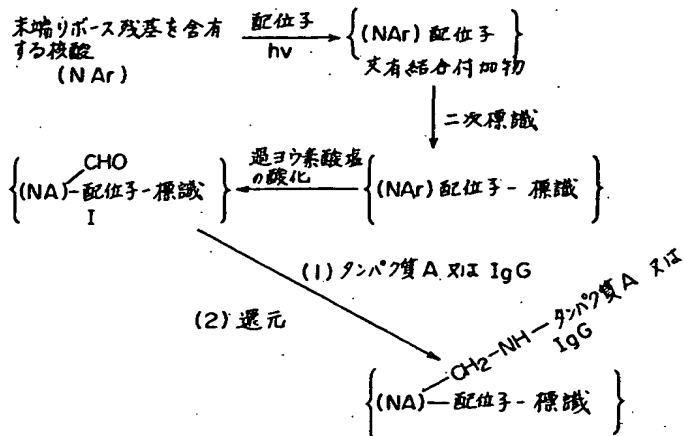 末端リボース残基を含有
する核酸
(NAr)
配位子
hν
(NAr) 配位子
共有結合付加物
二次標識
(NAr) 配位子 - 標識
過ヨウ素酸塩
の酸化
CHO
(NA) - 配位子 - 標識
I
(1) タンパク質A 又は IgG
(2) 還元
CH2-NH-タンパク質A 又は
IgG
(NA) - 配位子 - 標識